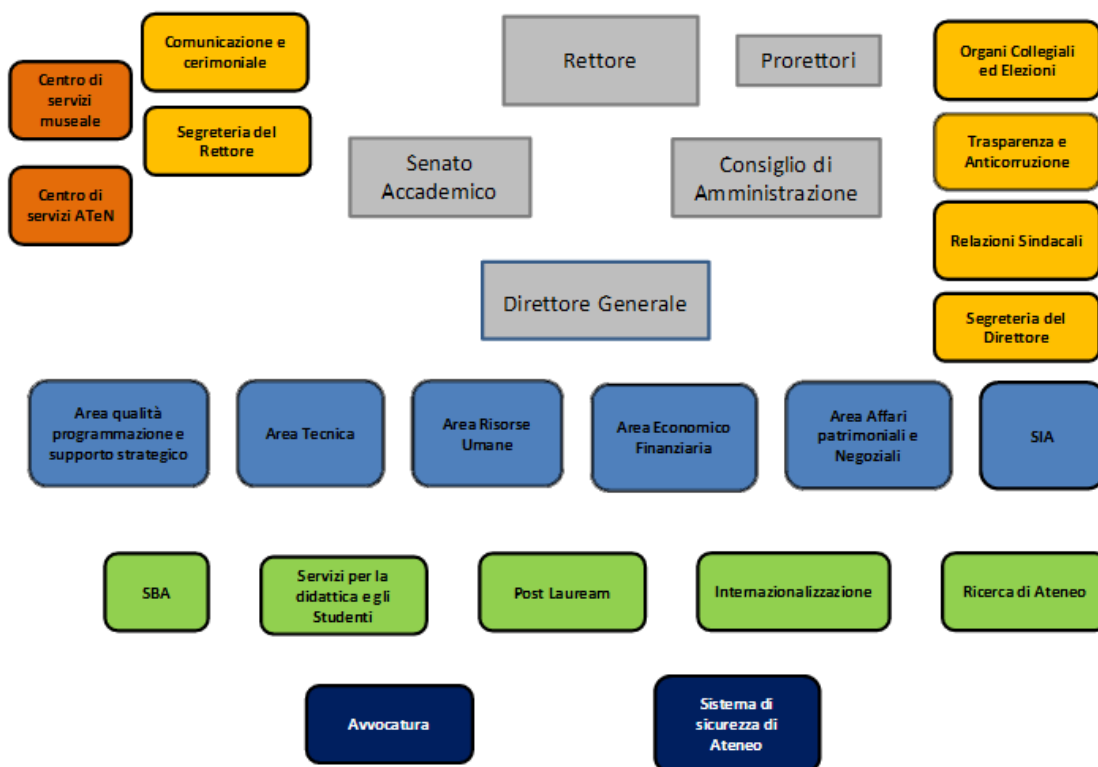 Comunicazione e
cerimoniale
Rettore
Prorettori
Organi Collegiali
ed Elezioni
Centro di
servizi
museale
Segreteria del
Rettore
Senato
Accademico
Consiglio di
Amministrazione
Trasparenza e
Anticorruzione
Centro di
servizi ATeN
Relazioni Sindacali
Direttore Generale
Segreteria del
Direttore
Area qualità
programmazione e
supporto strategico
Area Tecnica
Area Risorse
Umane
Area Economico
Finanziaria
Area Affari
patrimoniali e
Negoziali
SIA
SBA
Servizi per la
didattica e gli
Studenti
Post Lauream
Internazionalizzazione
Ricerca di Ateneo
Avvocatura
Sistema di
sicurezza di
Ateneo